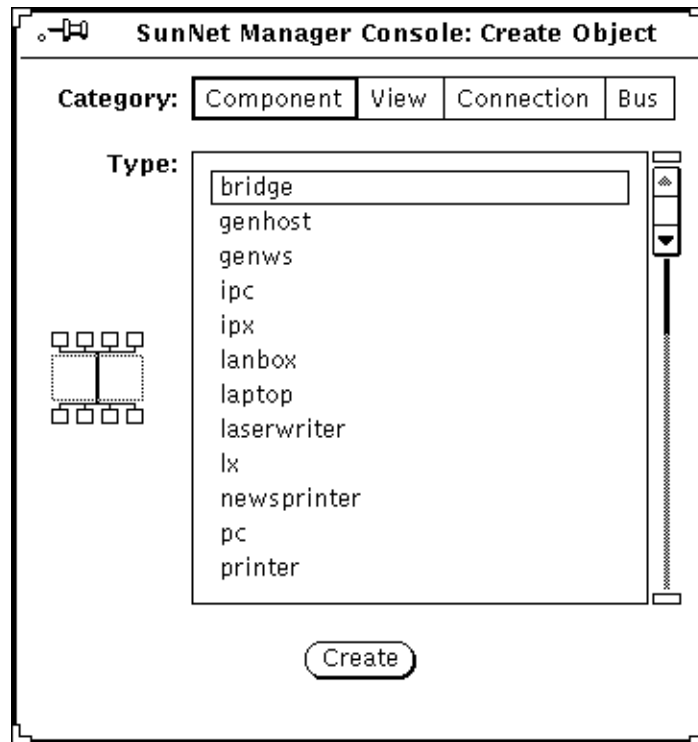 SunNet Manager Console: Create Object
Category: Component View Connection Bus
Type:
bridge
genhost
genws
ipc
ipx
lanbox
laptop
laserwriter
lx
newsprinter
pc
printer
Create